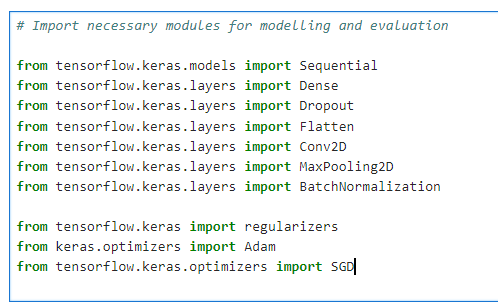 # Import necessary modules for modelling and evaluation
from tensorflow.keras.models import Sequential
from tensorflow.keras.layers import Dense
from tensorflow.keras.layers import Dropout
from tensorflow.keras.layers import Flatten
from tensorflow.keras.layers import Conv2D
from tensorflow.keras.layers import MaxPooling2D
from tensorflow.keras.layers import BatchNormalization
from tensorflow.keras import regularizers
from keras.optimizers import Adam
from tensorflow.keras.optimizers import SGD